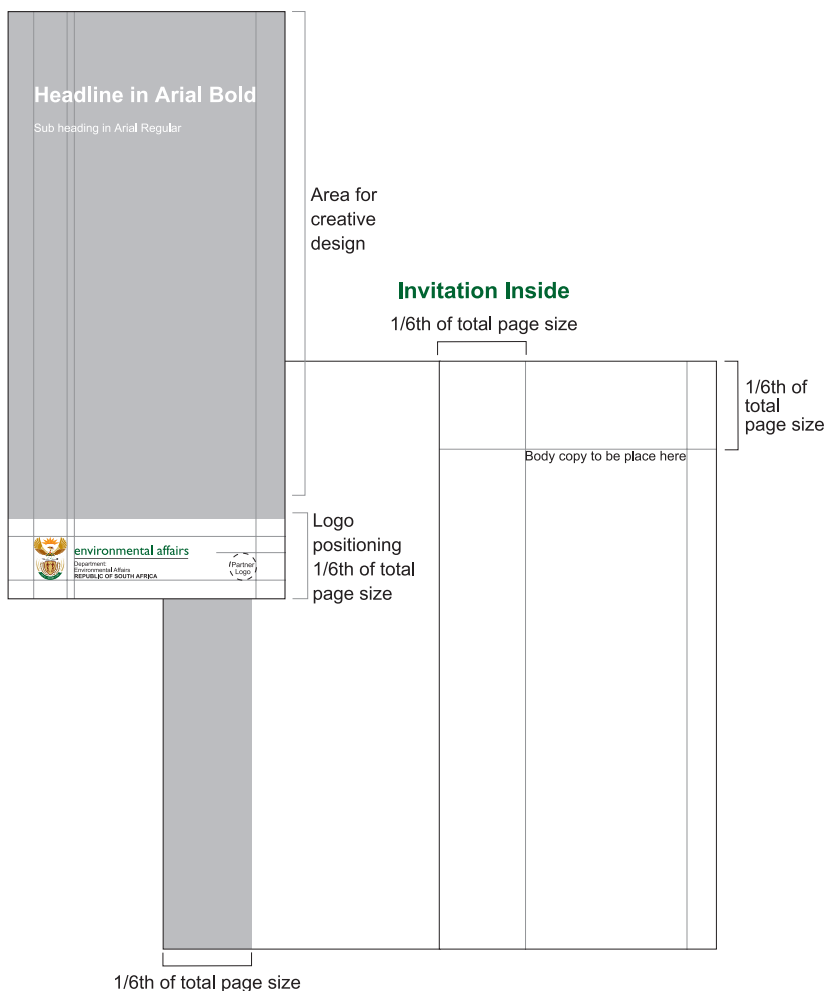 Headline in Arial Bold
Sub heading in Arial Regular
Area for
creative
design
Invitation Inside
1/6th of total page size
1/6th of
total
page size
Body copy to be place here
Logo
positioning
1/6th of total
page size
environmental affairs
Department:
Environmental Affairs
REPUBLIC OF SOUTH AFRICA
Partner
Logo
1/6th of total page size